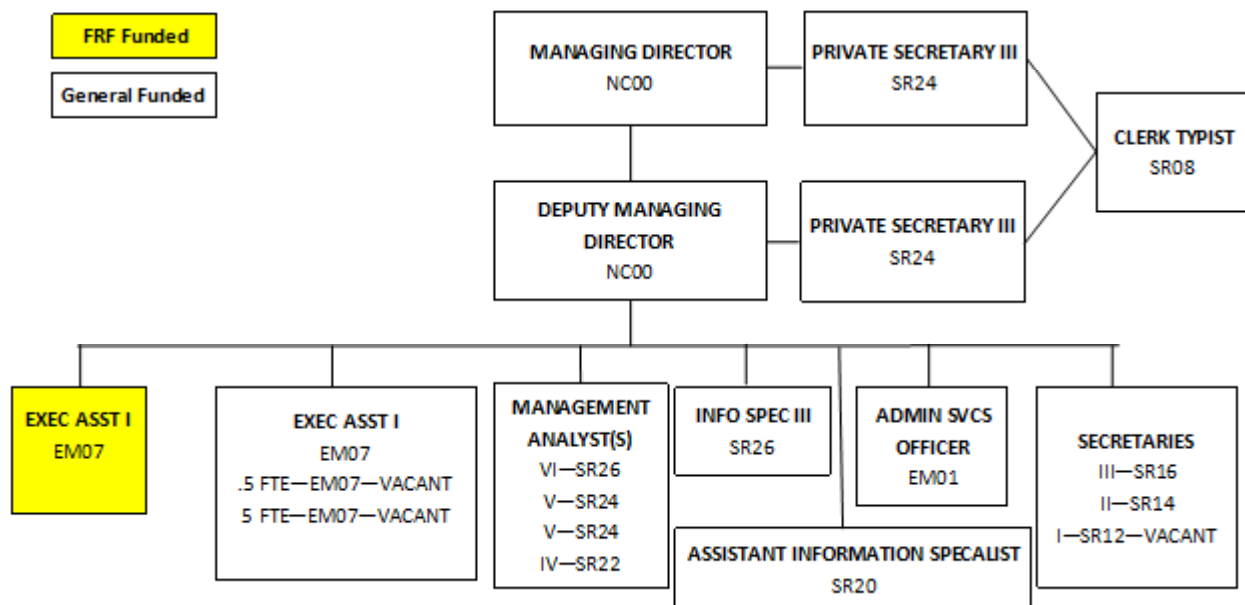 FRF Funded
General Funded
MANAGING DIRECTOR
NC00
PRIVATE SECRETARY III
SR24
CLERK TYPIST
SR08
DEPUTY MANAGING
DIRECTOR
NC00
PRIVATE SECRETARY III
SR24
EXEC ASST I
EM07
EXEC ASST I
EM07
.5 FTE—EM07—VACANT
5 FTE—EM07—VACANT
MANAGEMENT
ANALYST(S)
VI—SR26
V—SR24
V—SR24
IV—SR22
INFO SPEC III
SR26
ADMIN SVCS
OFFICER
EM01
SECRETARIES
III—SR16
II—SR14
I—SR12—VACANT
ASSISTANT INFORMATION SPECALIST
SR20